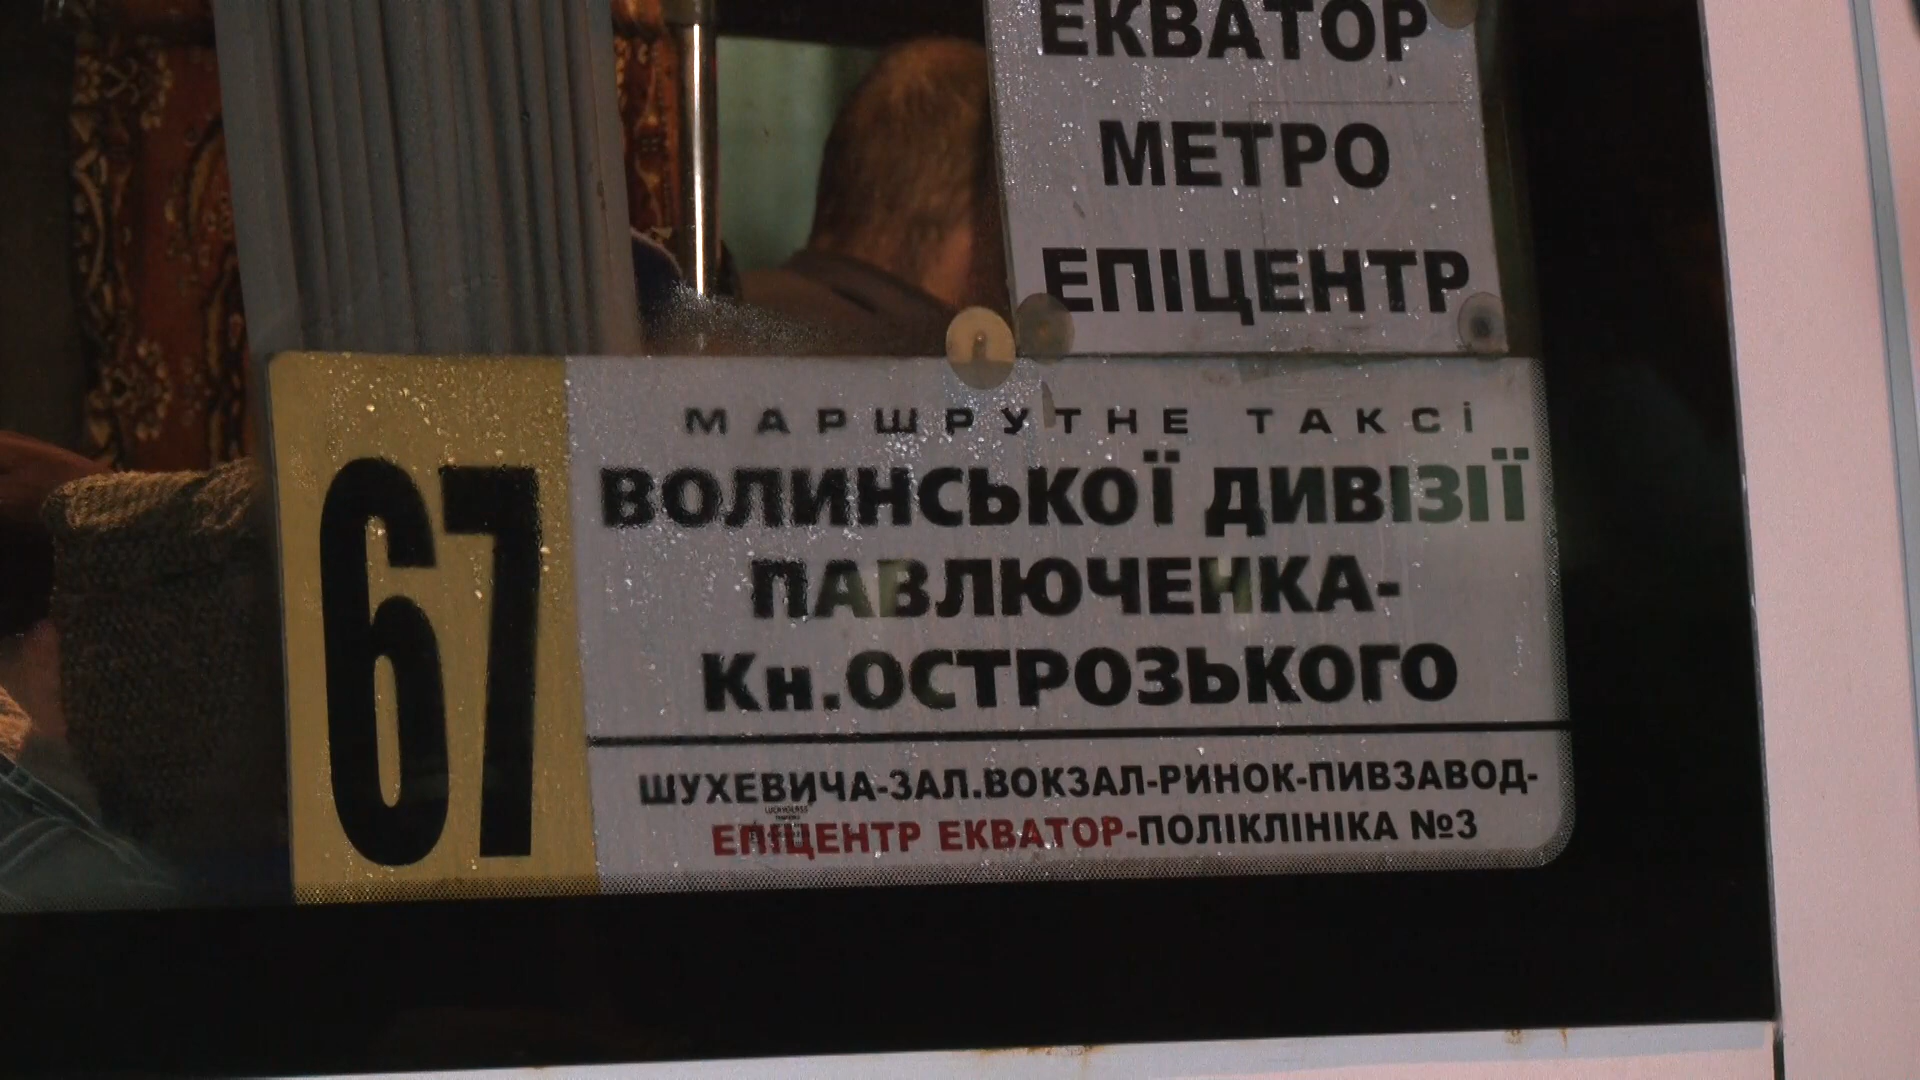 ЕКВАТОР
МЕТРО
ЕПІЦЕНТР
67
МАРШРУТНЕ ТАКСІ
ВОЛИНСЬКОЇ ДИВІЗІЇ
ПАВЛЮЧЕНКА-
Кн.ОСТРОЗЬКОГО
ШУХЕВИЧА-ЗАЛ.ВОКЗАЛ-РИНОК-ПИВЗАВОД-
ЕПІЦЕНТР ЕКВАТОР-ПОЛІКЛІНІКА №3